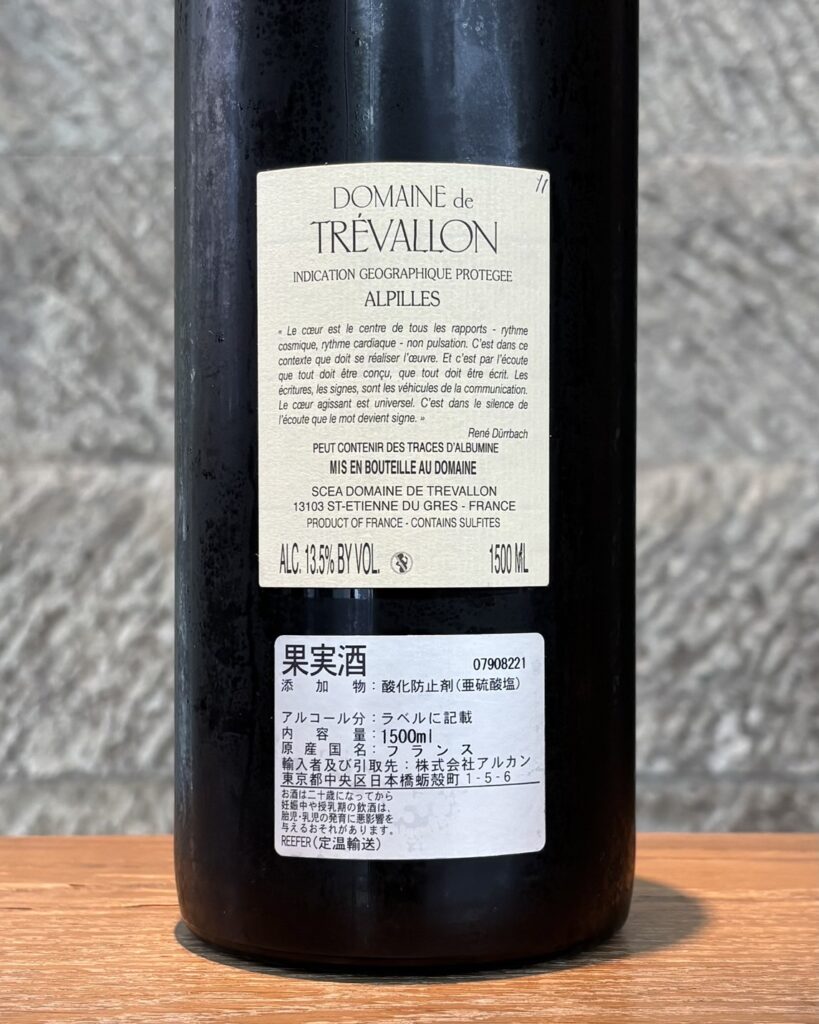 DOMAINE de
TRÉVALLON
INDICATION GEOGRAPHIQUE PROTEGEE
ALPILLES
« Le cœur est le centre de tous les rapports - rythme
cosmique, rythme cardiaque - non pulsation. C'est dans ce
contexte que doit se réaliser l'œuvre. Et c'est par l'écoute
que tout doit être conçu, que tout doit être écrit. Les
écritures, les signes, sont les véhicules de la communication.
Le cœur agissant est universel. C'est dans le silence de
l'écoute que le mot devient signe. »
René Dürrbach
PEUT CONTENIR DES TRACES D'ALBUMINE
MIS EN BOUTEILLE AU DOMAINE
SCEA DOMAINE DE TREVALLON
13103 ST-ETIENNE DU GRES - FRANCE
PRODUCT OF FRANCE - CONTAINS SULFITES
ALC. 13.5% BY VOL. 1500 ML
果実酒 07908221
添加物：酸化防止剤(亜硫酸塩)
アルコール分：ラベルに記載
内容量：1500ml
原産国名：フランス
輸入者及び引取先：株式会社アルカン
東京都中央区日本橋蛎殻町1-5-6
お酒は二十歳になってから
妊娠中や授乳期の飲酒は、
胎児・乳児の発育に悪影響を
与えるおそれがあります。
REEFER(定温輸送)